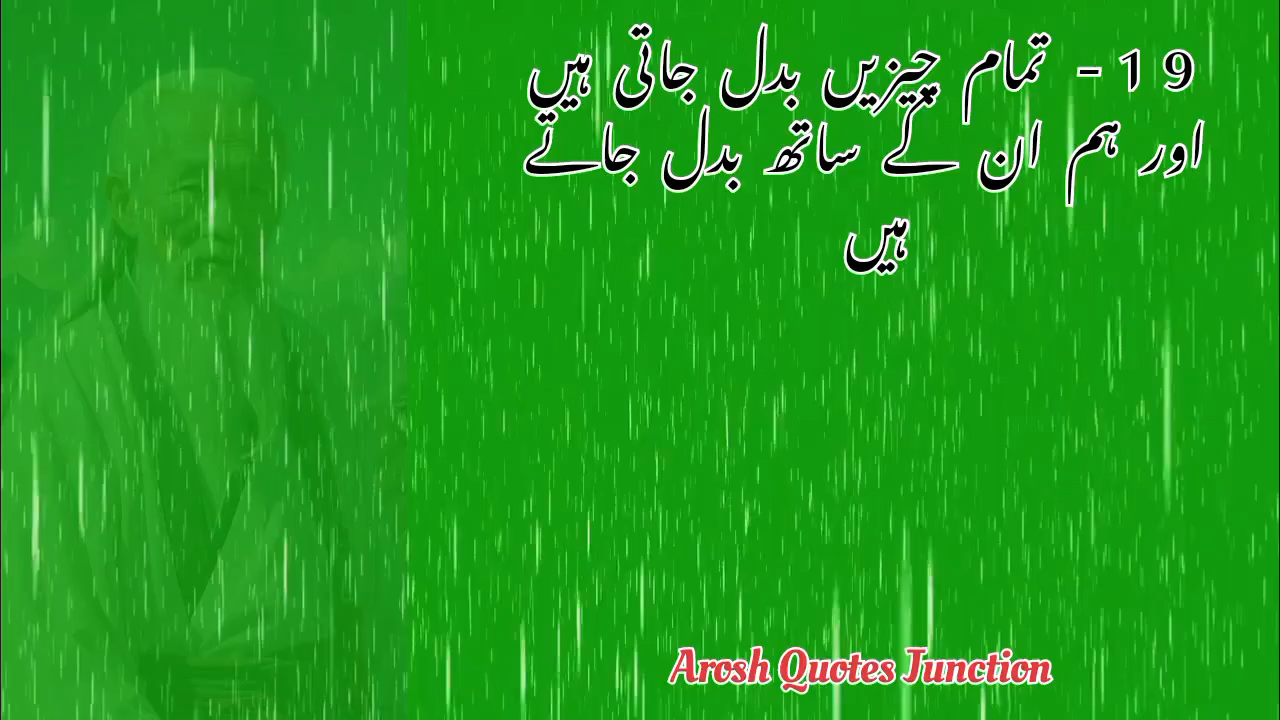 19- تمام چیزیں بدل جاتی ہیں
اور ہم ان کے ساتھ بدل جاتے
ہیں
Arosh Quotes Junction